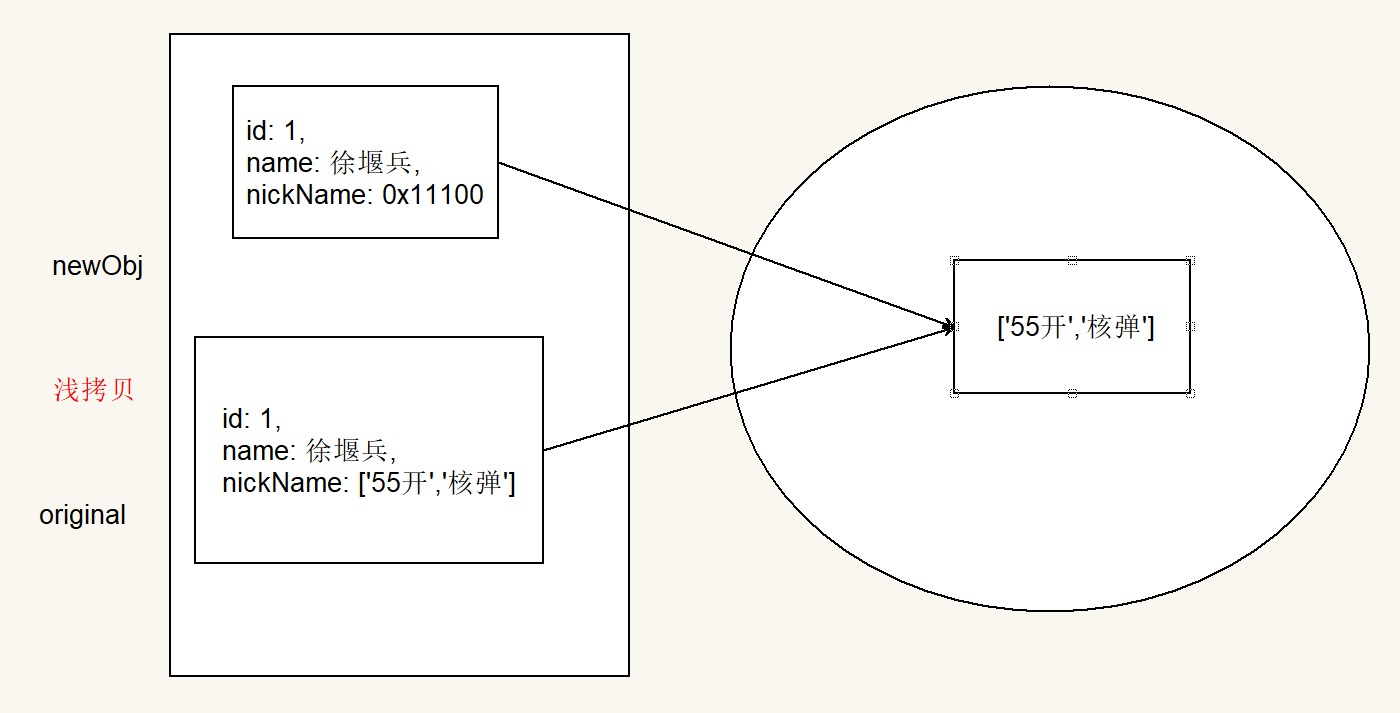 id: 1,
name: 徐堰兵,
nickName: 0x11100
newObj
['55开','核弹']
浅拷贝
id: 1,
name: 徐堰兵,
nickName: ['55开','核弹']
original